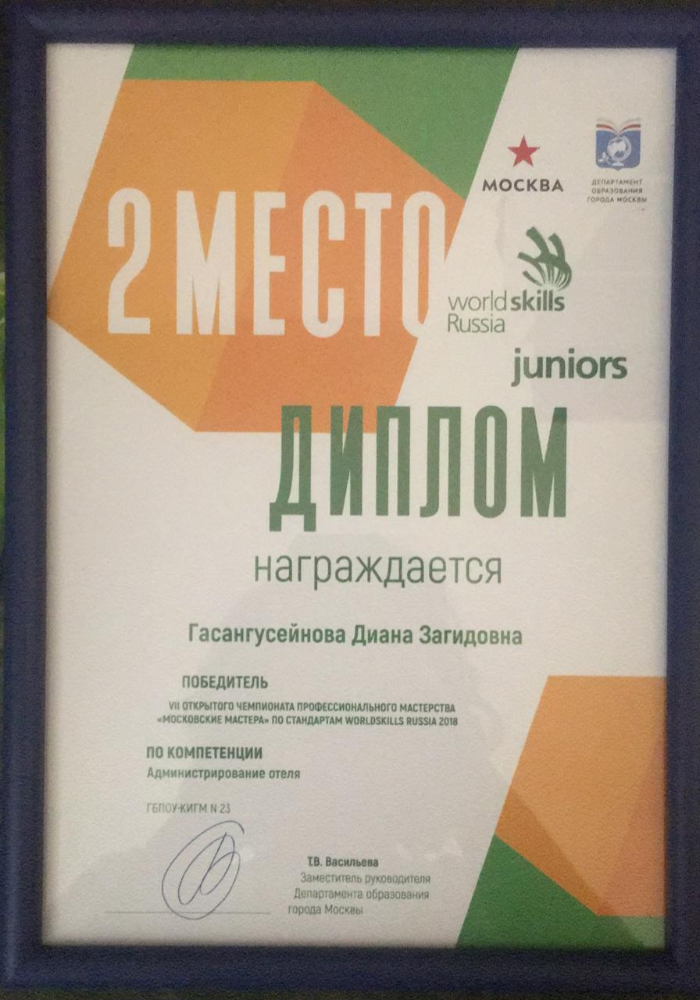 МОСКВА
ДЕПАРТАМЕНТ
ОБРАЗОВАНИЯ
ГОРОДА МОСКВЫ
2 МЕСТО
worldskills
Russia
juniors
ДИПЛОМ
награждается
Гасангусейнова Диана Загидовна
ПОБЕДИТЕЛЬ
VII ОТКРЫТОГО ЧЕМПИОНАТА ПРОФЕССИОНАЛЬНОГО МАСТЕРСТВА
«МОСКОВСКИЕ МАСТЕРА» ПО СТАНДАРТАМ WORLDSKILLS RUSSIA 2018
ПО КОМПЕТЕНЦИИ
Администрирование отеля
ГБПОУ-КИГМ N 23
Т.В. Васильева
Заместитель руководителя
Департамента образования
города Москвы